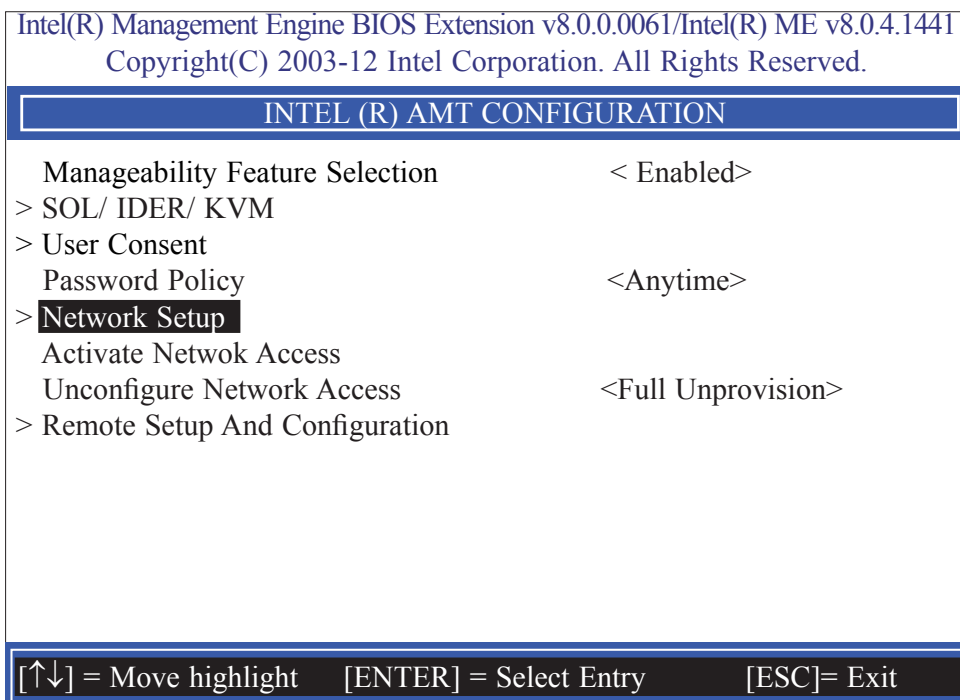 Intel(R) Management Engine BIOS Extension v8.0.0.0061/Intel(R) ME v8.0.4.1441
Copyright(C) 2003-12 Intel Corporation. All Rights Reserved.
INTEL (R) AMT CONFIGURATION
Manageability Feature Selection < Enabled>
> SOL/ IDER/ KVM
> User Consent
Password Policy <Anytime>
> Network Setup
Activate Netwok Access
Unconfigure Network Access <Full Unprovision>
> Remote Setup And Configuration
[↑↓] = Move highlight [ENTER] = Select Entry [ESC]= Exit